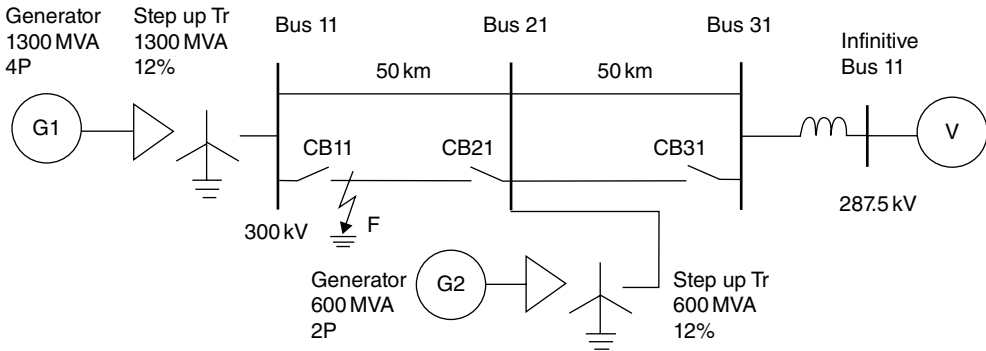 Generator
1300 MVA
4P
Step up Tr
1300 MVA
12%
Bus 11
Bus 21
Bus 31
Infinitive
Bus 11
50 km
50 km
G1
CB11
CB21
CB31
V
300 kV
F
287.5 kV
Generator
600 MVA
2P
G2
Step up Tr
600 MVA
12%